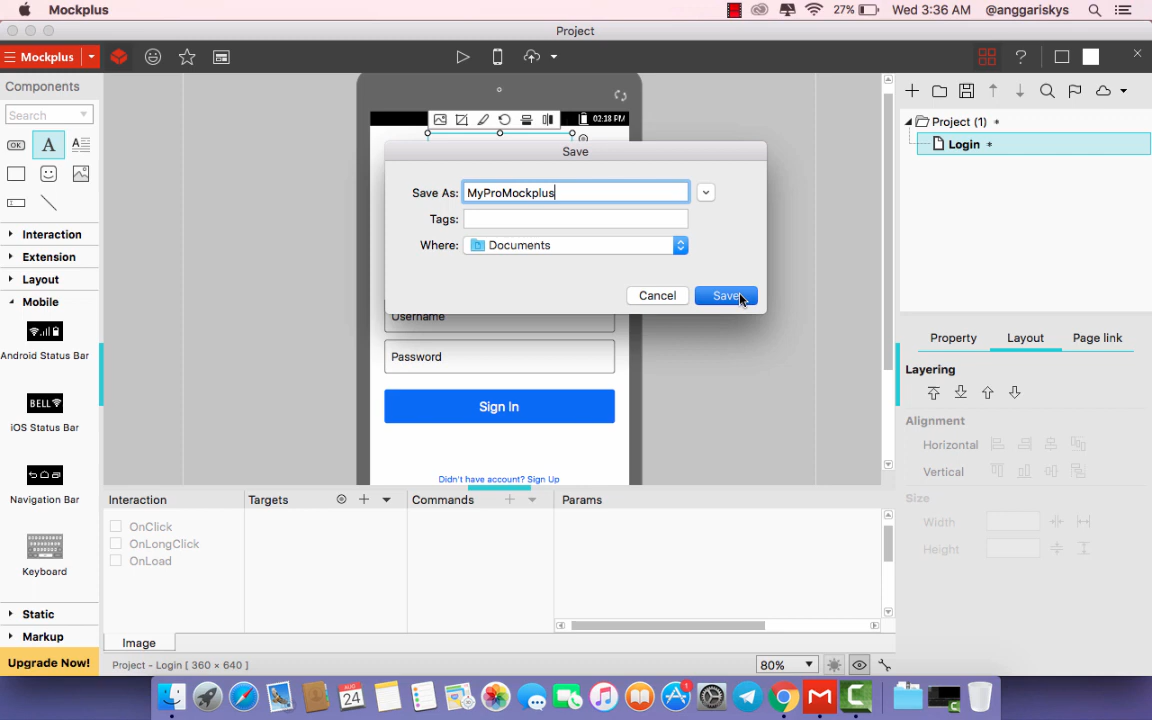 Mockplus
27%
Wed 3:36 AM
@anggariskys
Project
Mockplus
?
Components
Search
OK
A
A
Interaction
Extension
Layout
Mobile
Android Status Bar
BELL
iOS Status Bar
Navigation Bar
Keyboard
Static
Markup
Upgrade Now!
02:18 PM
Save
Save As:
MyProMockplus
Tags:
Where:
Documents
Cancel
Save
Username
Password
Sign In
Didn't have account? Sign Up
Interaction
Targets
Commands
Params
OnClick
OnLongClick
OnLoad
Image
Project - Login [ 360 × 640 ]
80%
Project (1) *
Login *
Property
Layout
Page link
Layering
Alignment
Horizontal
Vertical
Size
Width
Height
AUG
24
1